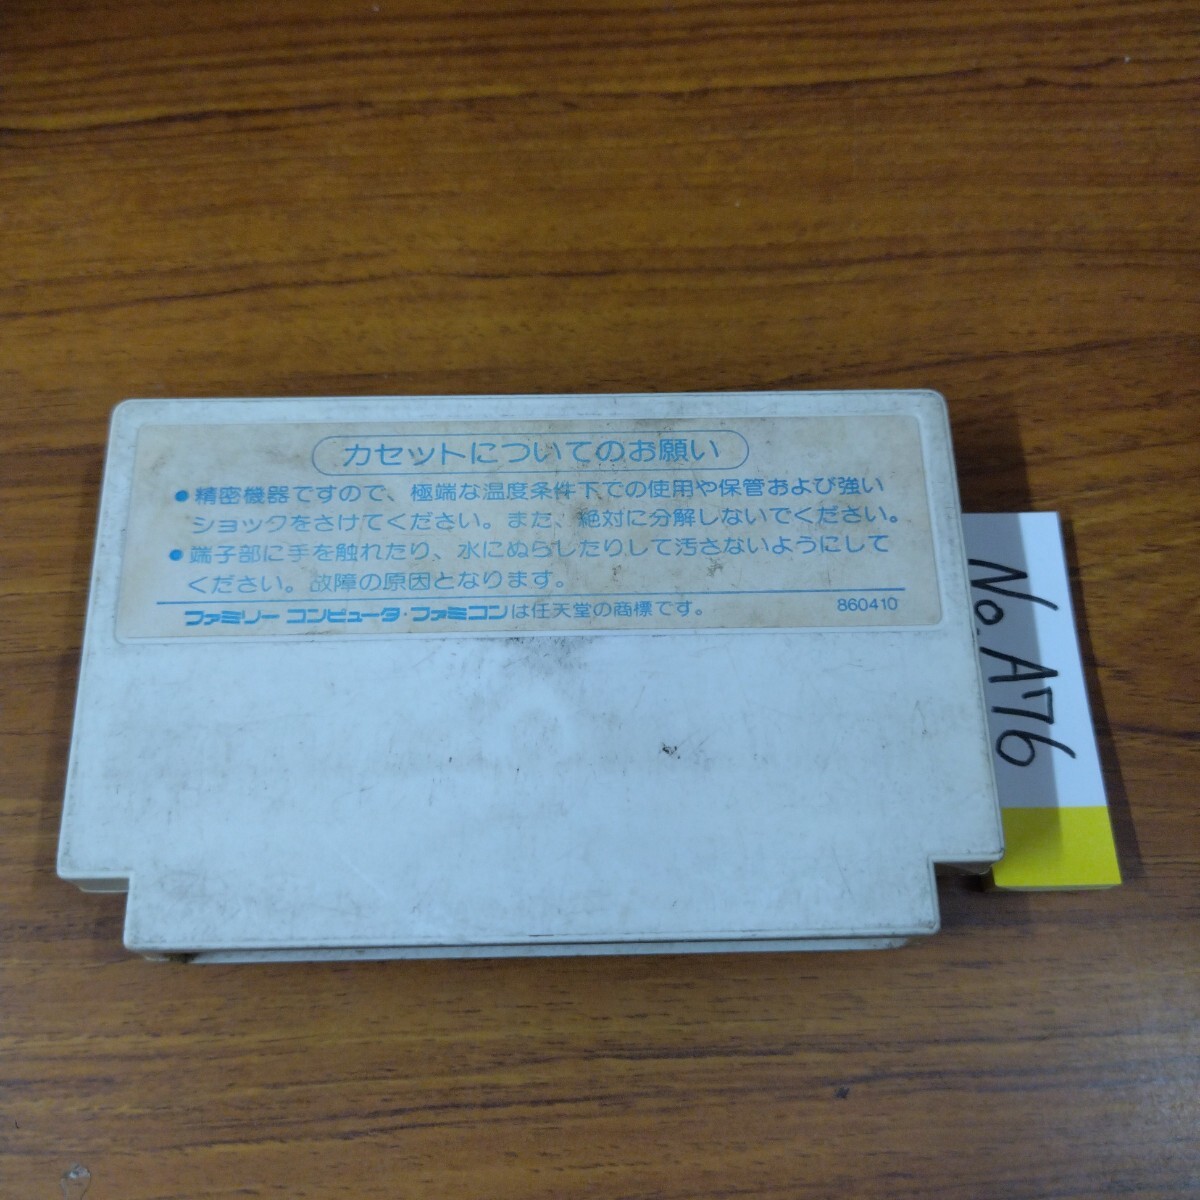 カセットについてのお願い
●精密機器ですので、極端な温度条件下での使用や保管および強い
ショックをさけてください。また、絶対に分解しないでください。
●端子部に手を触れたり、水にぬらしたりして汚さないようにして
ください。故障の原因となります。
ファミリー コンピュータ・ファミコンは任天堂の商標です。 860410
No.A76